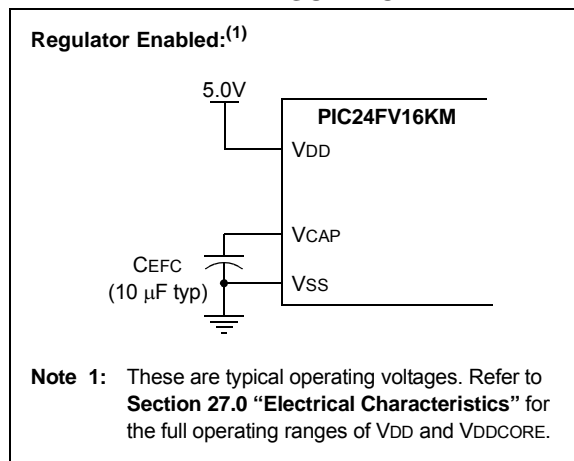 Regulator Enabled:(1)
5.0V
PIC24FV16KM
VDD
VCAP
CEFC
(10 μF typ)
VSS
Note 1: These are typical operating voltages. Refer to
Section 27.0 “Electrical Characteristics” for
the full operating ranges of VDD and VDDCORE.